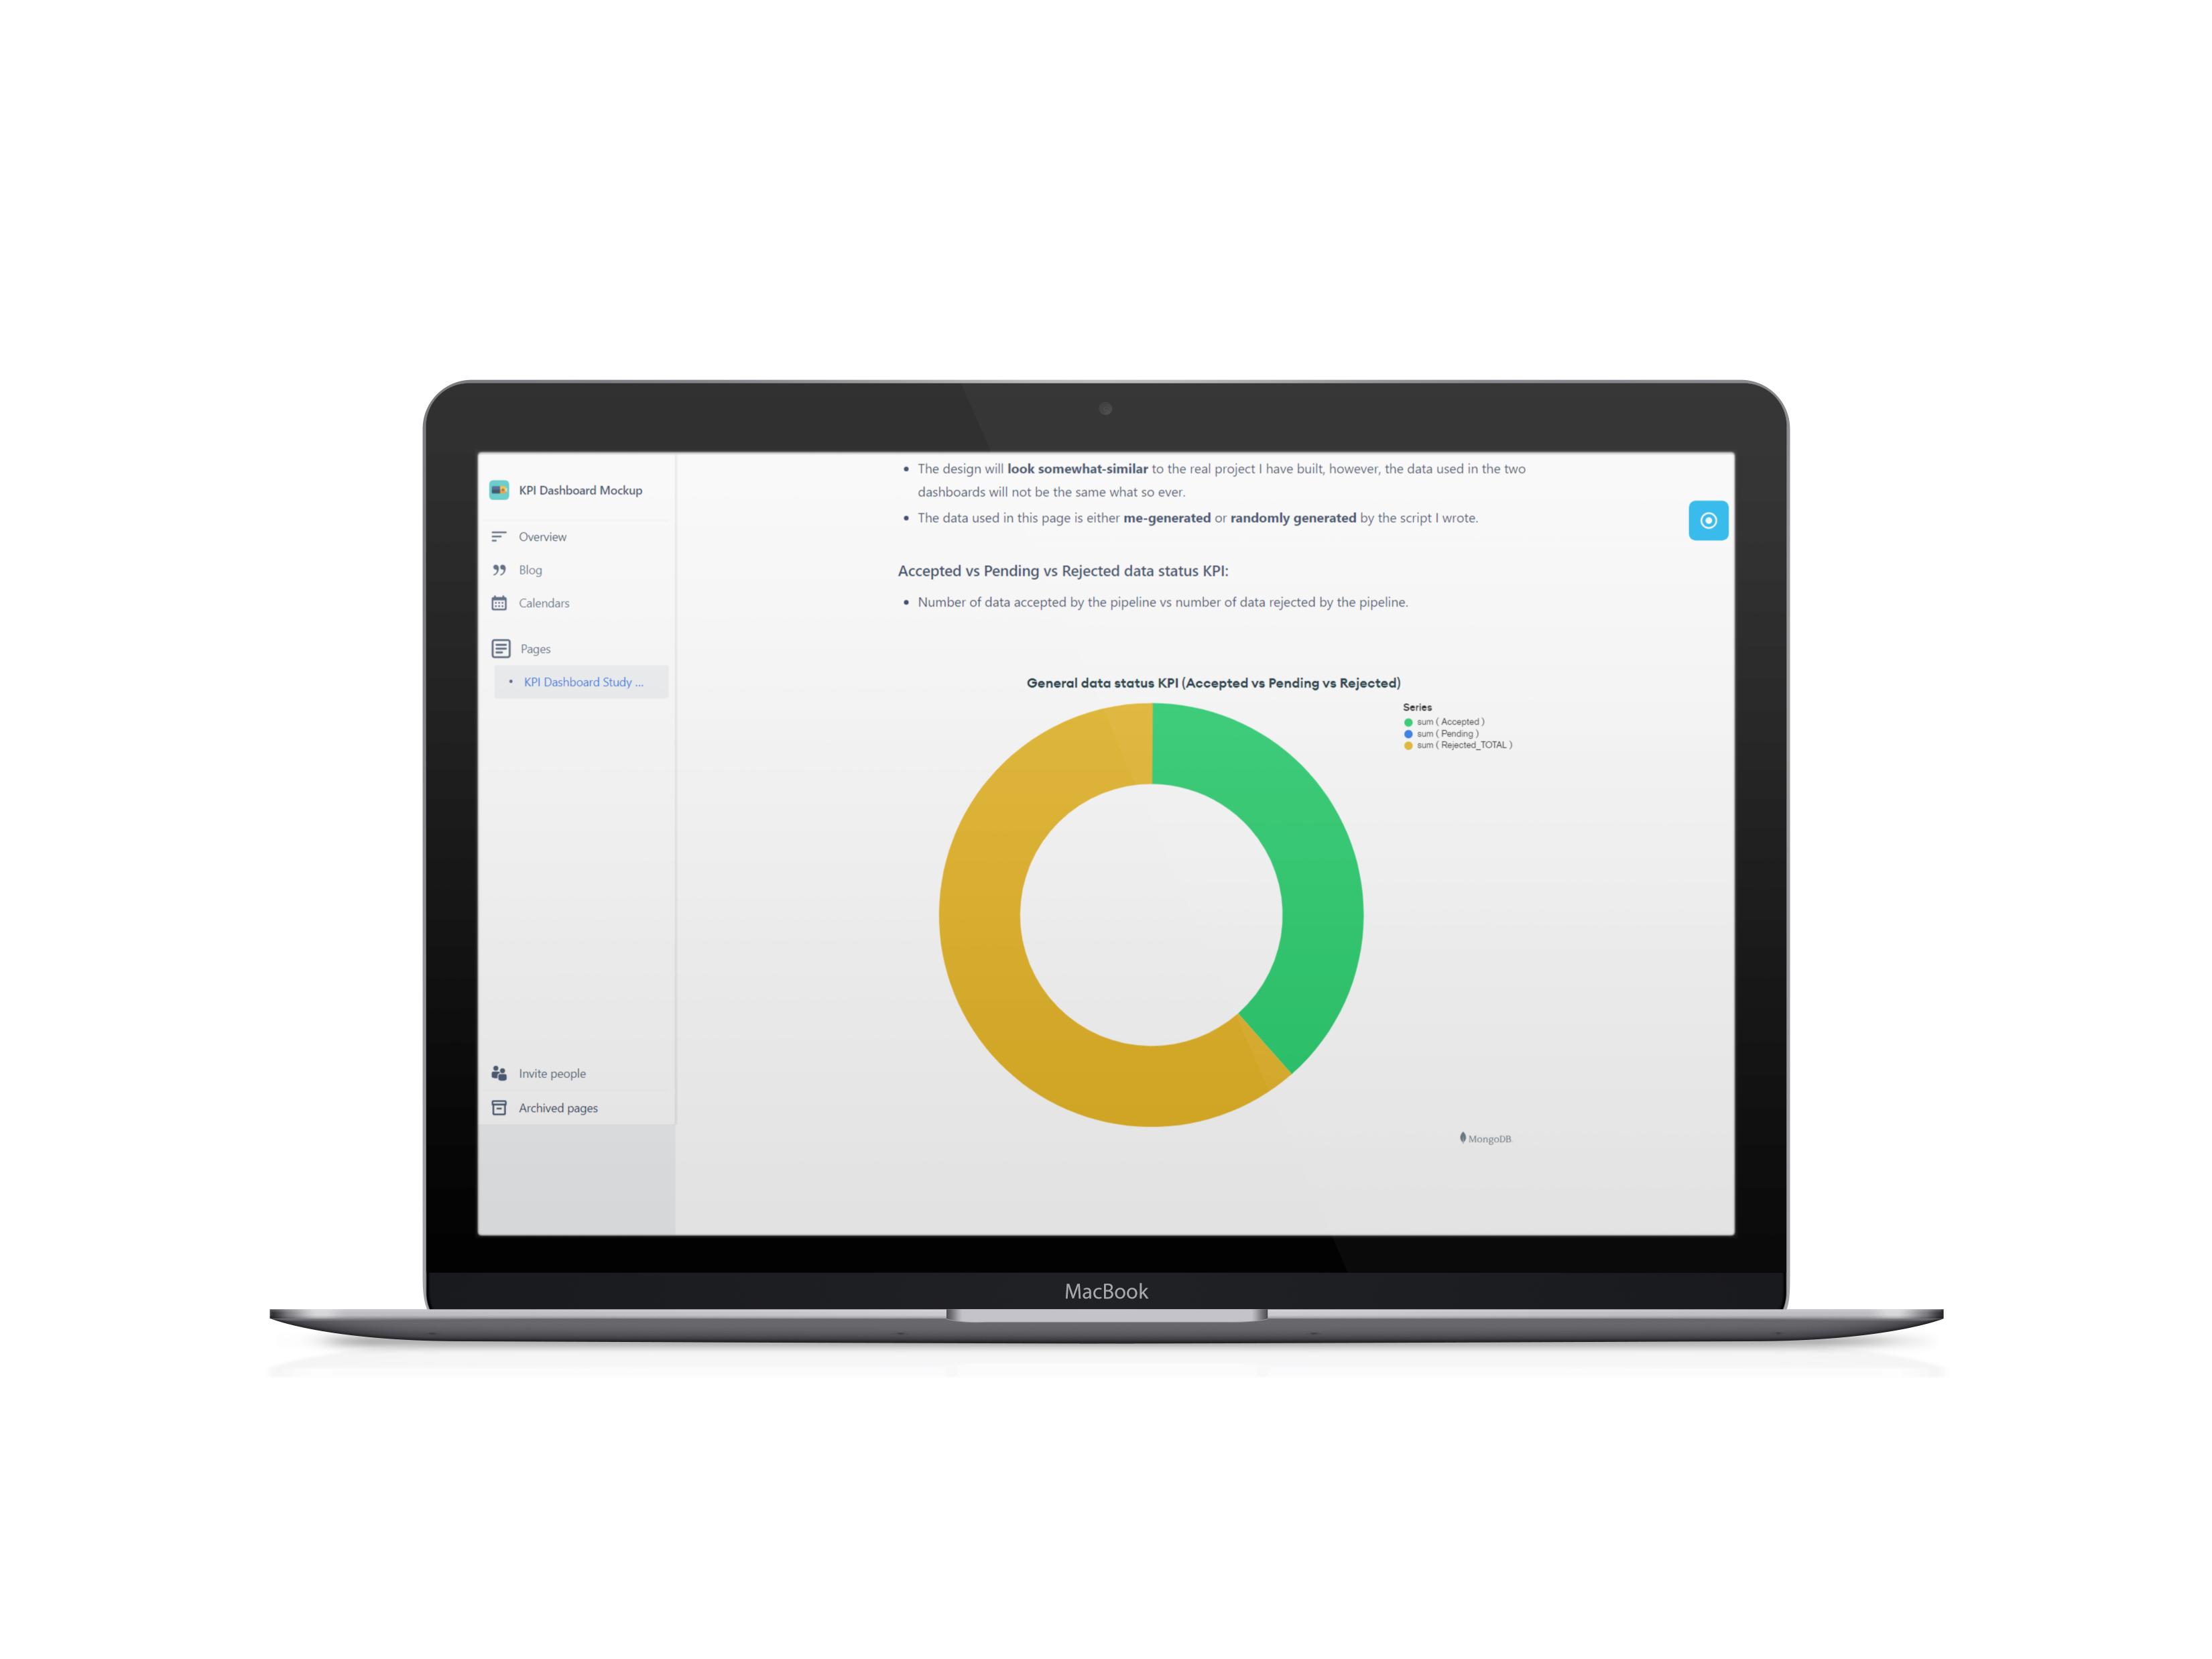 KPI Dashboard Mockup
Overview
Blog
Calendars
Pages
• KPI Dashboard Study ...
Invite people
Archived pages
• The design will look somewhat-similar to the real project I have built, however, the data used in the two
dashboards will not be the same what so ever.
• The data used in this page is either me-generated or randomly generated by the script I wrote.
Accepted vs Pending vs Rejected data status KPI:
• Number of data accepted by the pipeline vs number of data rejected by the pipeline.
General data status KPI (Accepted vs Pending vs Rejected)
Series
sum ( Accepted )
sum ( Pending )
sum ( Rejected_TOTAL )
MongoDB
MacBook